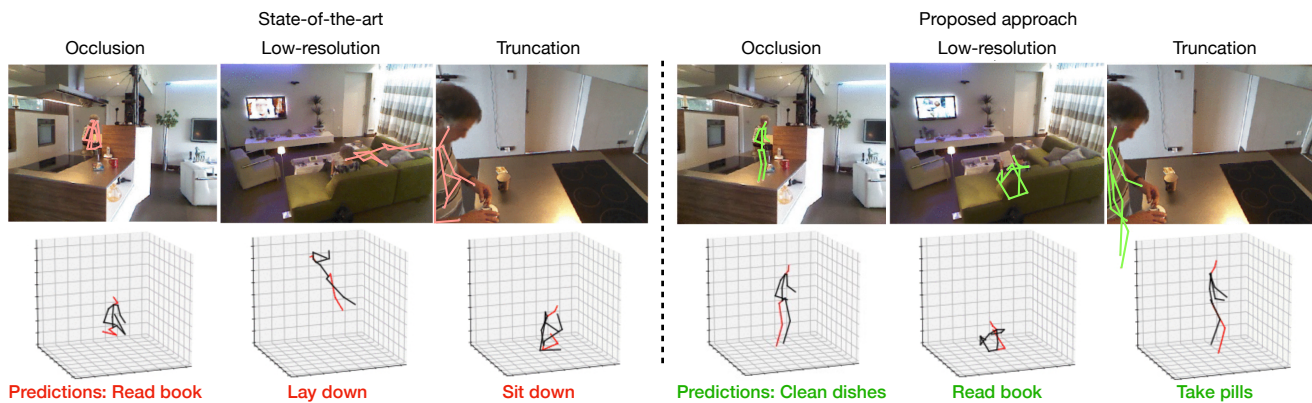 State-of-the-art
Proposed approach
Occlusion
Low-resolution
Truncation
Occlusion
Low-resolution
Truncation
Predictions: Read book
Lay down
Sit down
Predictions: Clean dishes
Read book
Take pills